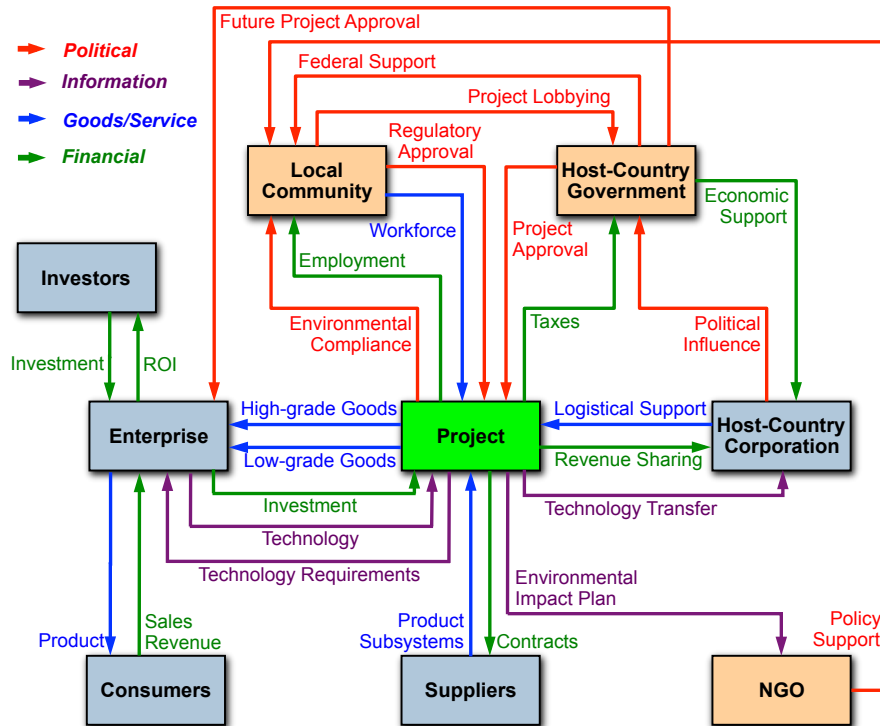 Future Project Approval
Political
Information
Goods/Service
Financial
Federal Support
Project Lobbying
Regulatory
Approval
Local
Community
Host-Country
Government
Economic
Support
Workforce
Project
Approval
Employment
Investors
Environmental
Compliance
Taxes
Political
Influence
Investment
ROI
High-grade Goods
Logistical Support
Enterprise
Project
Host-Country
Corporation
Low-grade Goods
Revenue Sharing
Investment
Technology Transfer
Technology
Technology Requirements
Environmental
Impact Plan
Product
Sales
Revenue
Product
Subsystems
Contracts
Policy
Support
Consumers
Suppliers
NGO